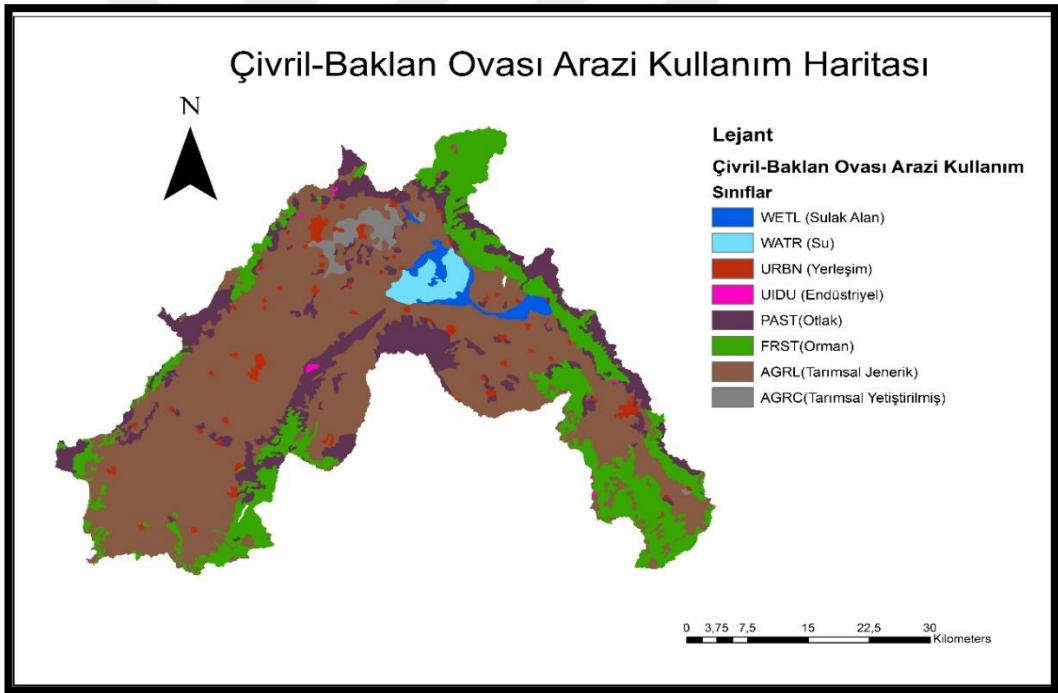 Çivril-Baklan Ovası Arazi Kullanım Haritası
N
Lejant
Çivril-Baklan Ovası Arazi Kullanım
Sınıflar
WETL (Sulak Alan)
WATR (Su)
URBN (Yerleşim)
UIDU (Endüstriyel)
PAST(Otlak)
FRST(Orman)
AGRL(Tarımsal Jenerik)
AGRC(Tarımsal Yetiştirilmiş)
0 3,75 7,5 15 22,5 30
Kilometers